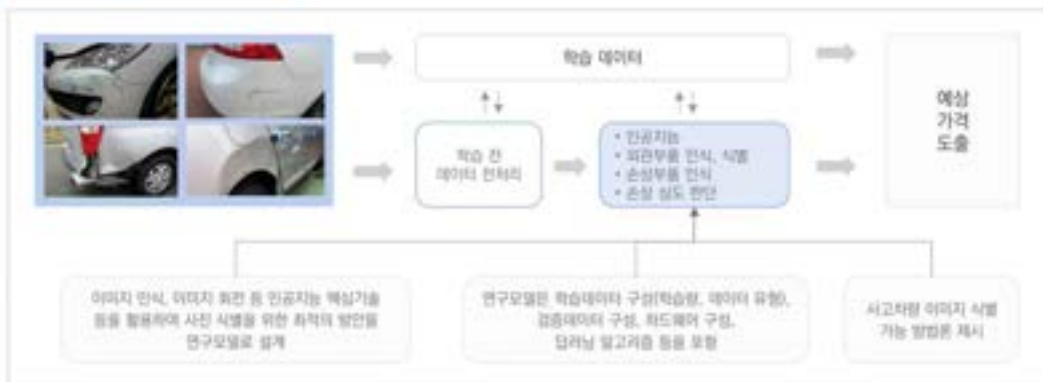 학습 데이터
학습 전
데이터 전처리
• 인공지능
• 외관부품 인식, 식별
• 손상부품 인식
• 손상 심도 판단
예상
가격
도출
이미지 인식, 이미지 회전 등 인공지능 핵심기술
등을 활용하여 사진 식별을 위한 최적의 방안을
연구모델로 설계
연구모델은 학습데이터 구성(학습량, 데이터 유형),
검증데이터 구성, 하드웨어 구성,
딥러닝 알고리즘 등을 포함
사고차량 이미지 식별
가능 방법론 제시